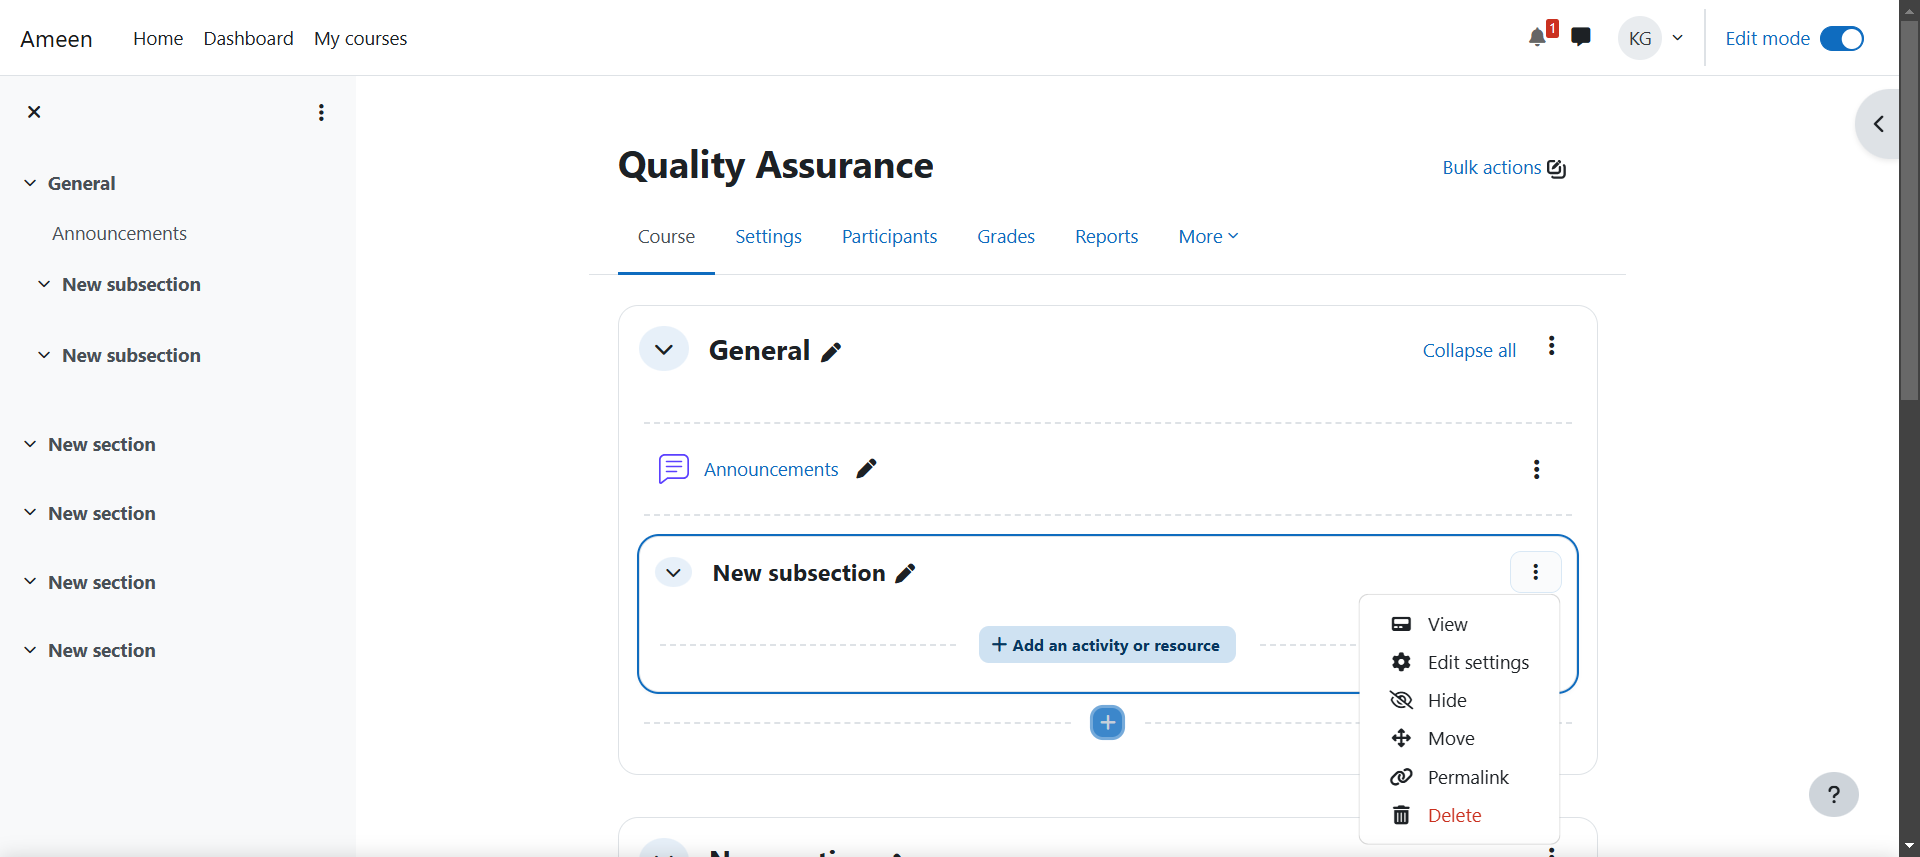 Ameen Home Dashboard My courses 1 KG Edit mode
General
Announcements
New subsection
New subsection
New section
New section
New section
New section
Quality Assurance
Bulk actions
Course Settings Participants Grades Reports More
General
Collapse all
Announcements
New subsection
+ Add an activity or resource
View
Edit settings
Hide
Move
Permalink
Delete
?